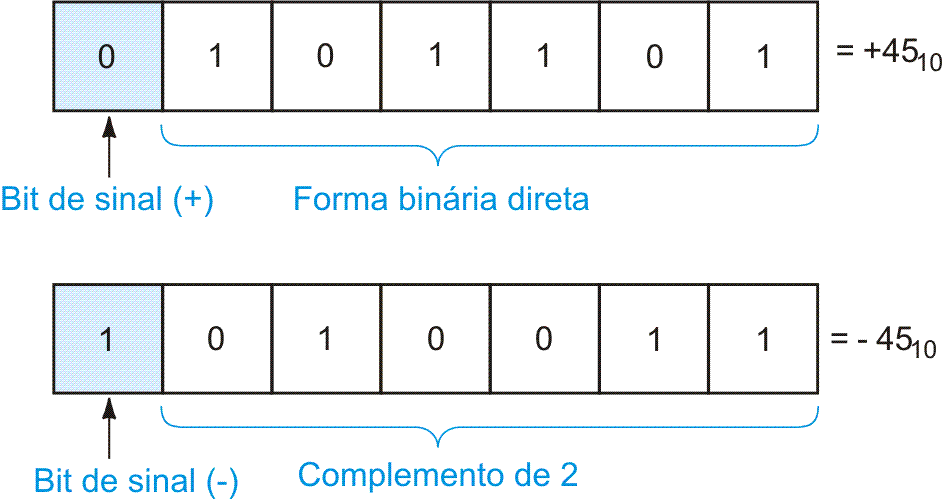 0 1 0 1 1 0 1 = +45₁₀
Bit de sinal (+) Forma binária direta
1 0 1 0 0 1 1 = - 45₁₀
Bit de sinal (-) Complemento de 2